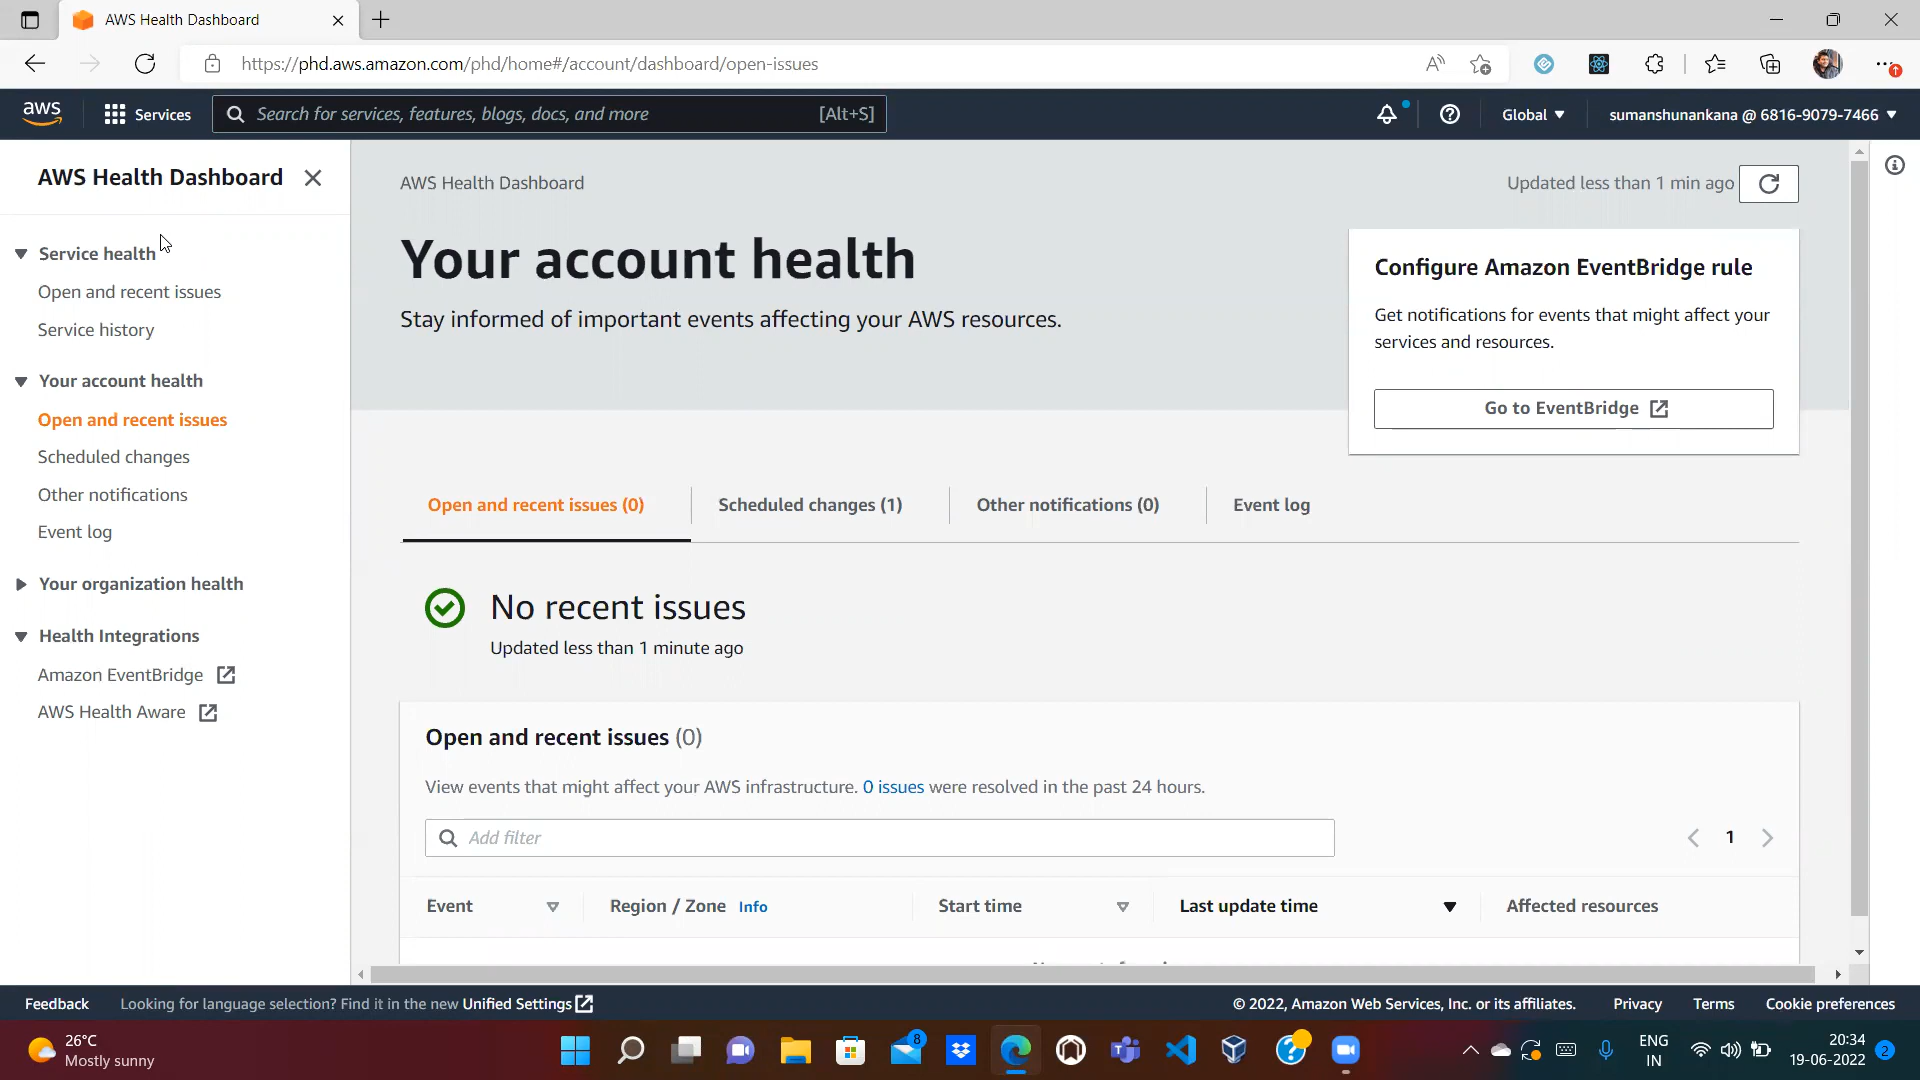 AWS Health Dashboard
https://phd.aws.amazon.com/phd/home#/account/dashboard/open-issues
aws
Services
Search for services, features, blogs, docs, and more
[Alt+S]
Global
sumanshunankana @ 6816-9079-7466
AWS Health Dashboard
Service health
Open and recent issues
Service history
Your account health
Open and recent issues
Scheduled changes
Other notifications
Event log
Your organization health
Health Integrations
Amazon EventBridge
AWS Health Aware
AWS Health Dashboard
Updated less than 1 min ago
Your account health
Stay informed of important events affecting your AWS resources.
Configure Amazon EventBridge rule
Get notifications for events that might affect your
services and resources.
Go to EventBridge
Open and recent issues (0)
Scheduled changes (1)
Other notifications (0)
Event log
No recent issues
Updated less than 1 minute ago
Open and recent issues (0)
View events that might affect your AWS infrastructure. 0 issues were resolved in the past 24 hours.
Add filter
1
Event
Region / Zone Info
Start time
Last update time
Affected resources
Feedback
Looking for language selection? Find it in the new Unified Settings
© 2022, Amazon Web Services, Inc. or its affiliates.
Privacy
Terms
Cookie preferences
26°C
Mostly sunny
8
ENG
IN
20:34
19-06-2022
2